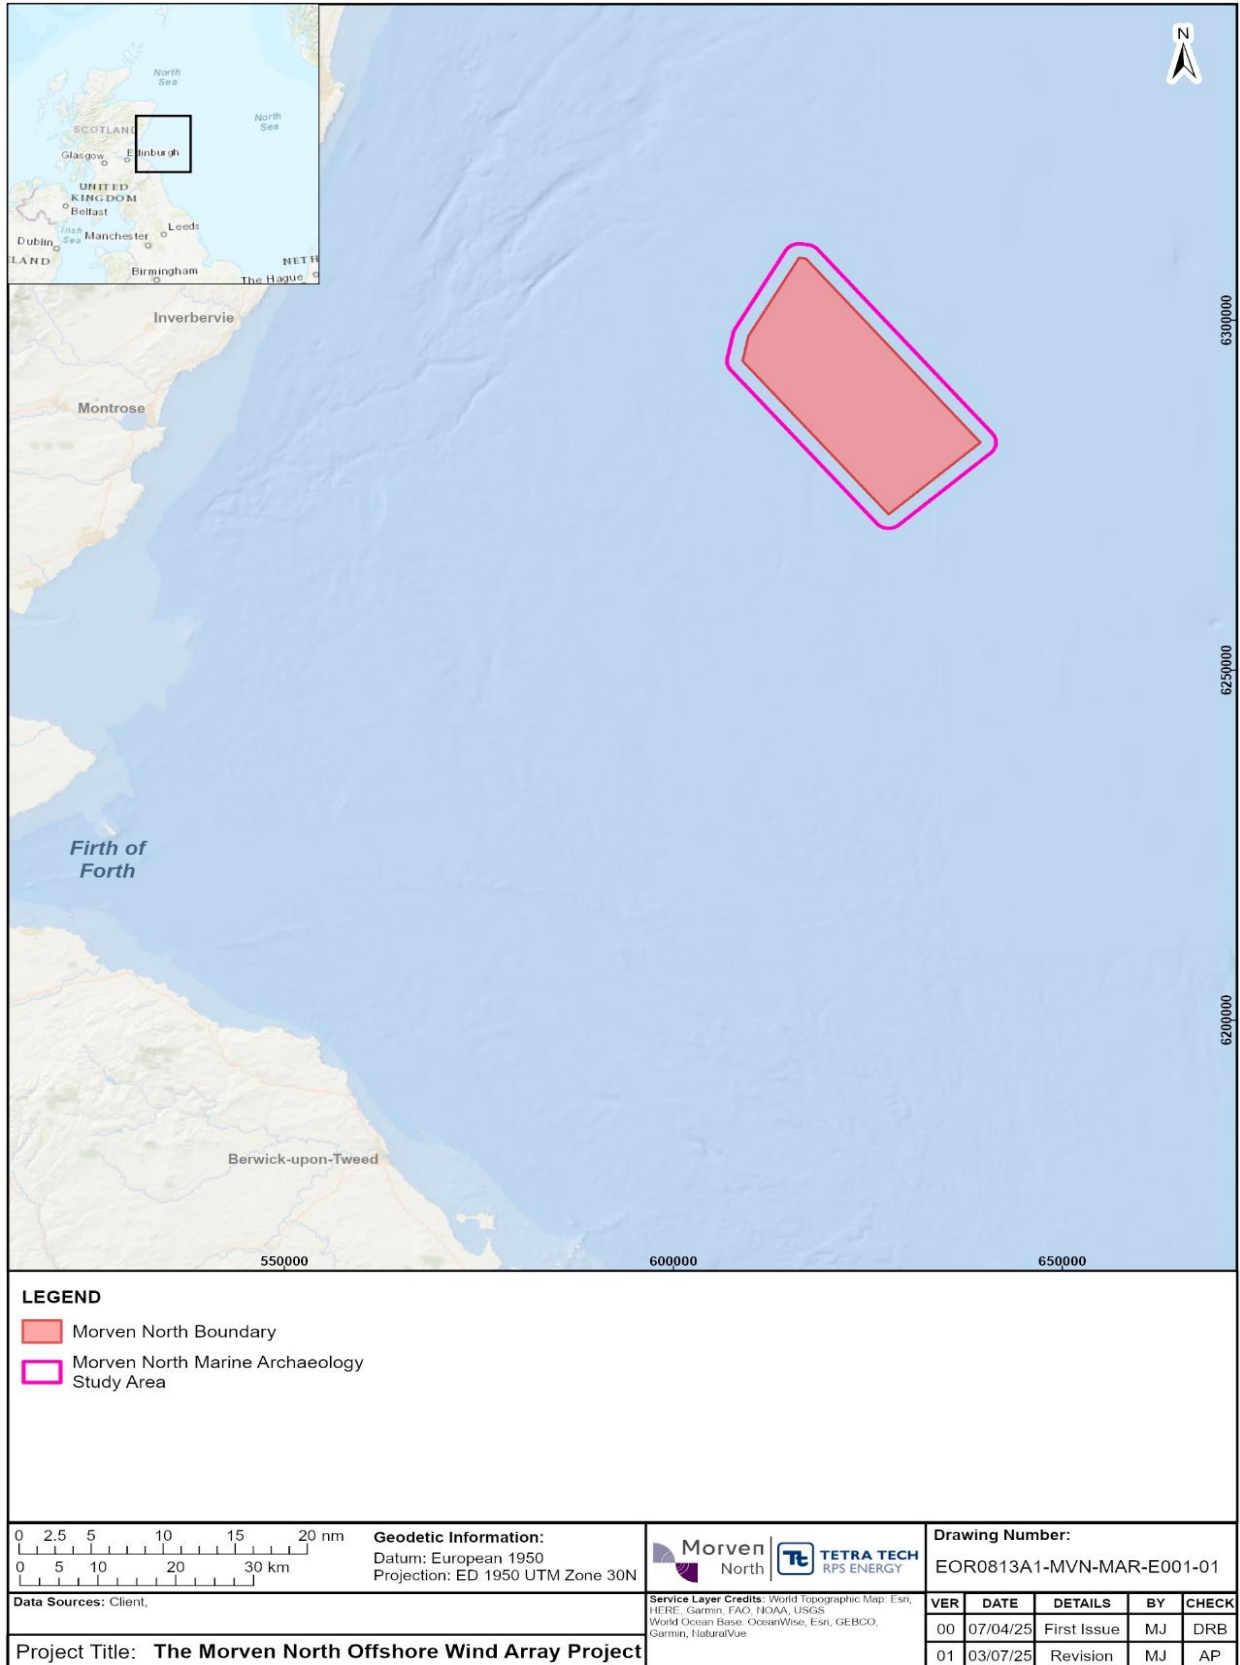 N
North
Sea
North
Sea
SCOTLAND
Glasgow
Edinburgh
UNITED
KINGDOM
Belfast
Irish
Sea
Leeds
Manchester
Dublin
LAND
Birmingham
NETH
The Hague
Inverbervie
Montrose
6300000
6250000
Firth of
Forth
6200000
Berwick-upon-Tweed
550000
600000
650000
LEGEND
Morven North Boundary
Morven North Marine Archaeology
Study Area
0 2.5 5 10 15 20 nm
0 5 10 20 30 km
Geodetic Information:
Datum: European 1950
Projection: ED 1950 UTM Zone 30N
Morven
North
Tt TETRA TECH
RPS ENERGY
Drawing Number:
EOR0813A1-MVN-MAR-E001-01
Data Sources: Client,
Service Layer Credits: World Topographic Map: Esri,
HERE, Garmin, FAO, NOAA, USGS
World Ocean Base: OceanWise, Esri, GEBCO,
Garmin, NaturalVue
VER DATE DETAILS BY CHECK
00 07/04/25 First Issue MJ DRB
01 03/07/25 Revision MJ AP
Project Title: The Morven North Offshore Wind Array Project